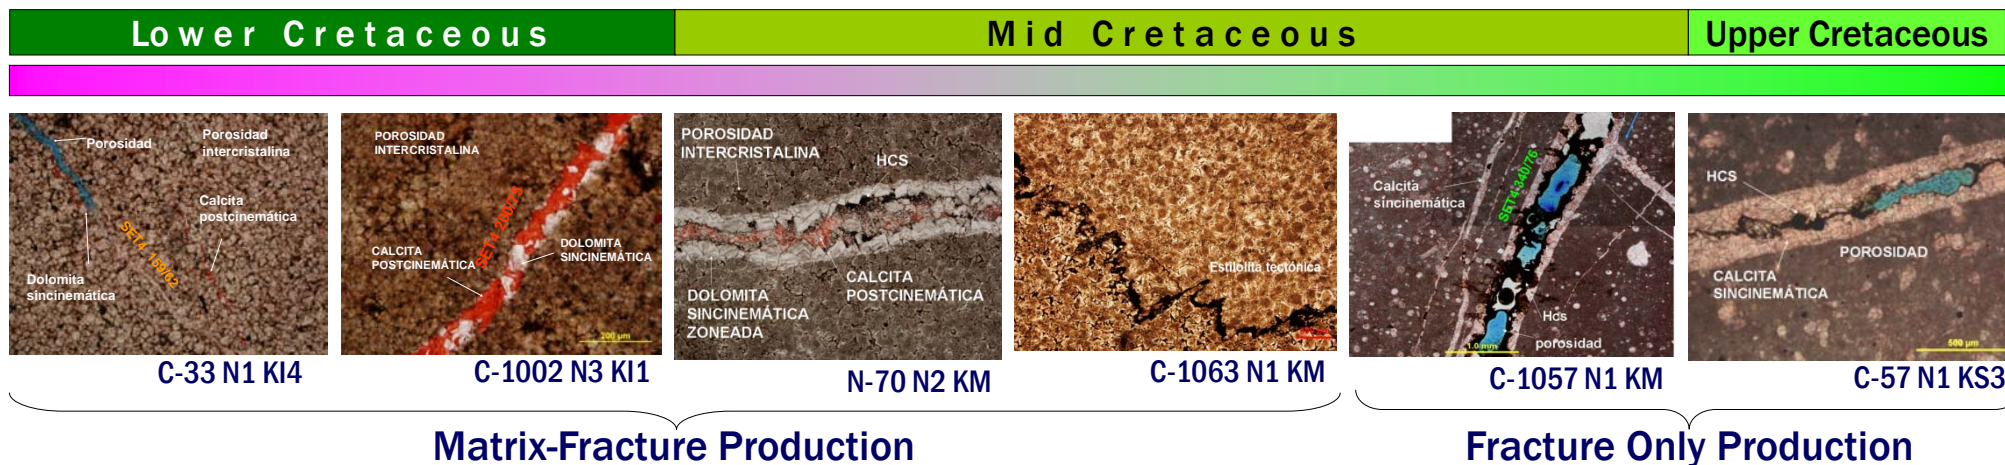 Lower Cretaceous
Mid Cretaceous
Upper Cretaceous
Porosidad
Porosidad
intercristalina
Calcita
postcinemática
SET4 159/62
Dolomita
sincinemática
C-33 N1 KI4
POROSIDAD
INTERCRISTALINA
CALCITA
POSTCINEMÁTICA
DOLOMITA
SINCINEMÁTICA
200 µm
C-1002 N3 KI1
POROSIDAD
INTERCRISTALINA
HCS
DOLOMITA
SINCINEMÁTICA
ZONEADA
CALCITA
POSTCINEMÁTICA
N-70 N2 KM
Estilolita tectónica
C-1063 N1 KM
Calcita
sincinemática
SET4 340/76
Hcs
porosidad
1.0 mm
C-1057 N1 KM
HCS
POROSIDAD
CALCITA
SINCINEMÁTICA
500 µm
C-57 N1 KS3
Matrix-Fracture Production
Fracture Only Production